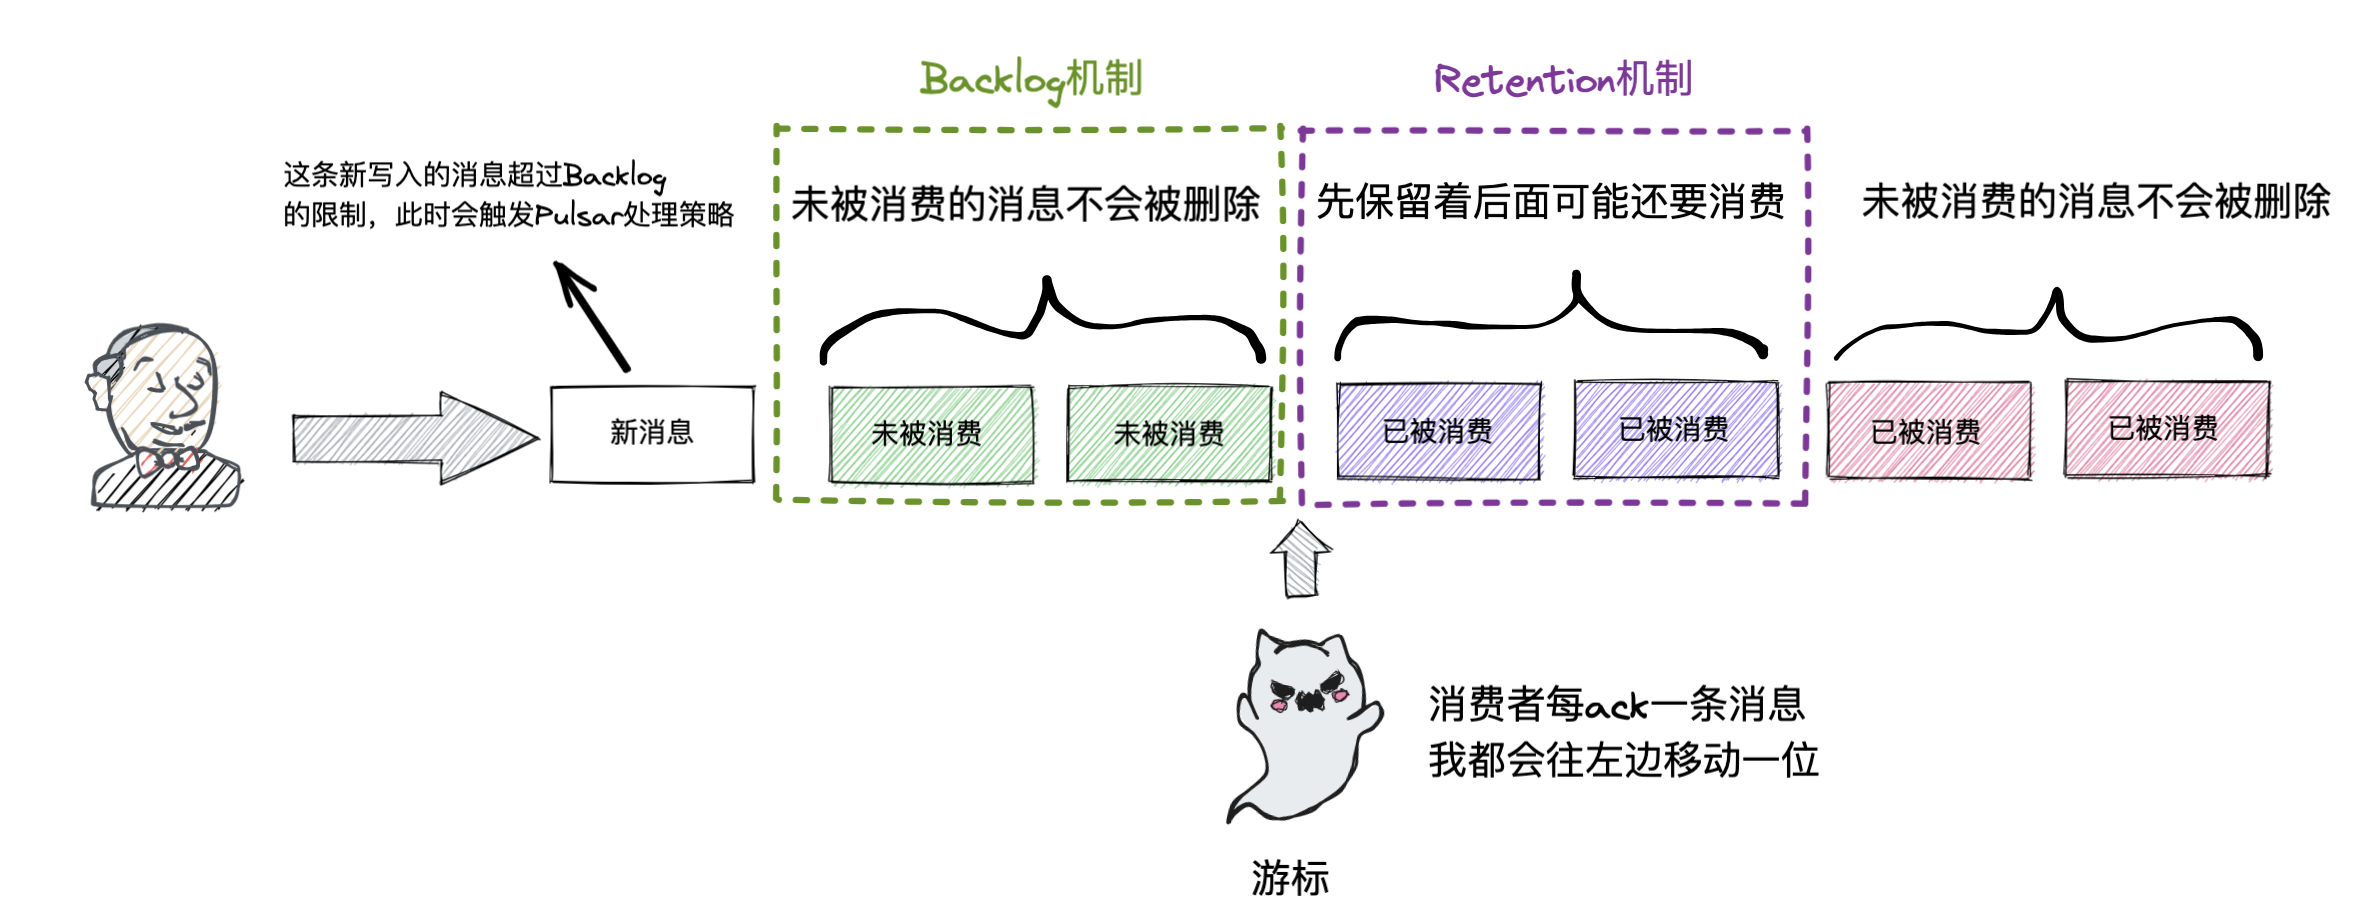 Backlog机制
Retention机制
这条新写入的消息超过Backlog
的限制，此时会触发Pulsar处理策略
未被消费的消息不会被删除
先保留着后面可能还要消费
未被消费的消息不会被删除
新消息
未被消费
未被消费
已被消费
已被消费
已被消费
已被消费
消费者每ack一条消息
我都会往左边移动一位
游标